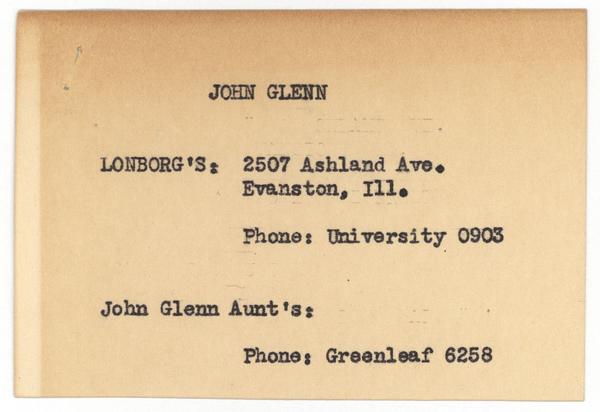 JOHN GLENN
LONBORG'S: 2507 Ashland Ave.
Evanston, Ill.
Phone: University 0903
John Glenn Aunt's:
Phone: Greenleaf 6258